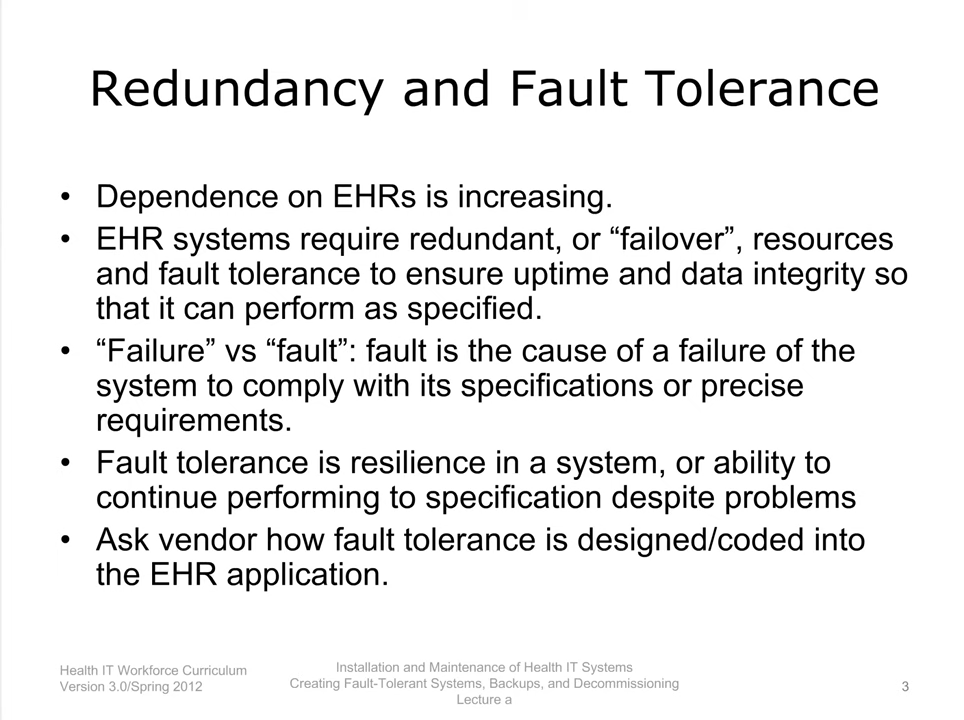 Redundancy and Fault Tolerance
• Dependence on EHRs is increasing.
• EHR systems require redundant, or “failover”, resources
and fault tolerance to ensure uptime and data integrity so
that it can perform as specified.
• “Failure” vs “fault”: fault is the cause of a failure of the
system to comply with its specifications or precise
requirements.
• Fault tolerance is resilience in a system, or ability to
continue performing to specification despite problems
• Ask vendor how fault tolerance is designed/coded into
the EHR application.
Health IT Workforce Curriculum
Version 3.0/Spring 2012
Installation and Maintenance of Health IT Systems
Creating Fault-Tolerant Systems, Backups, and Decommissioning
Lecture a
3